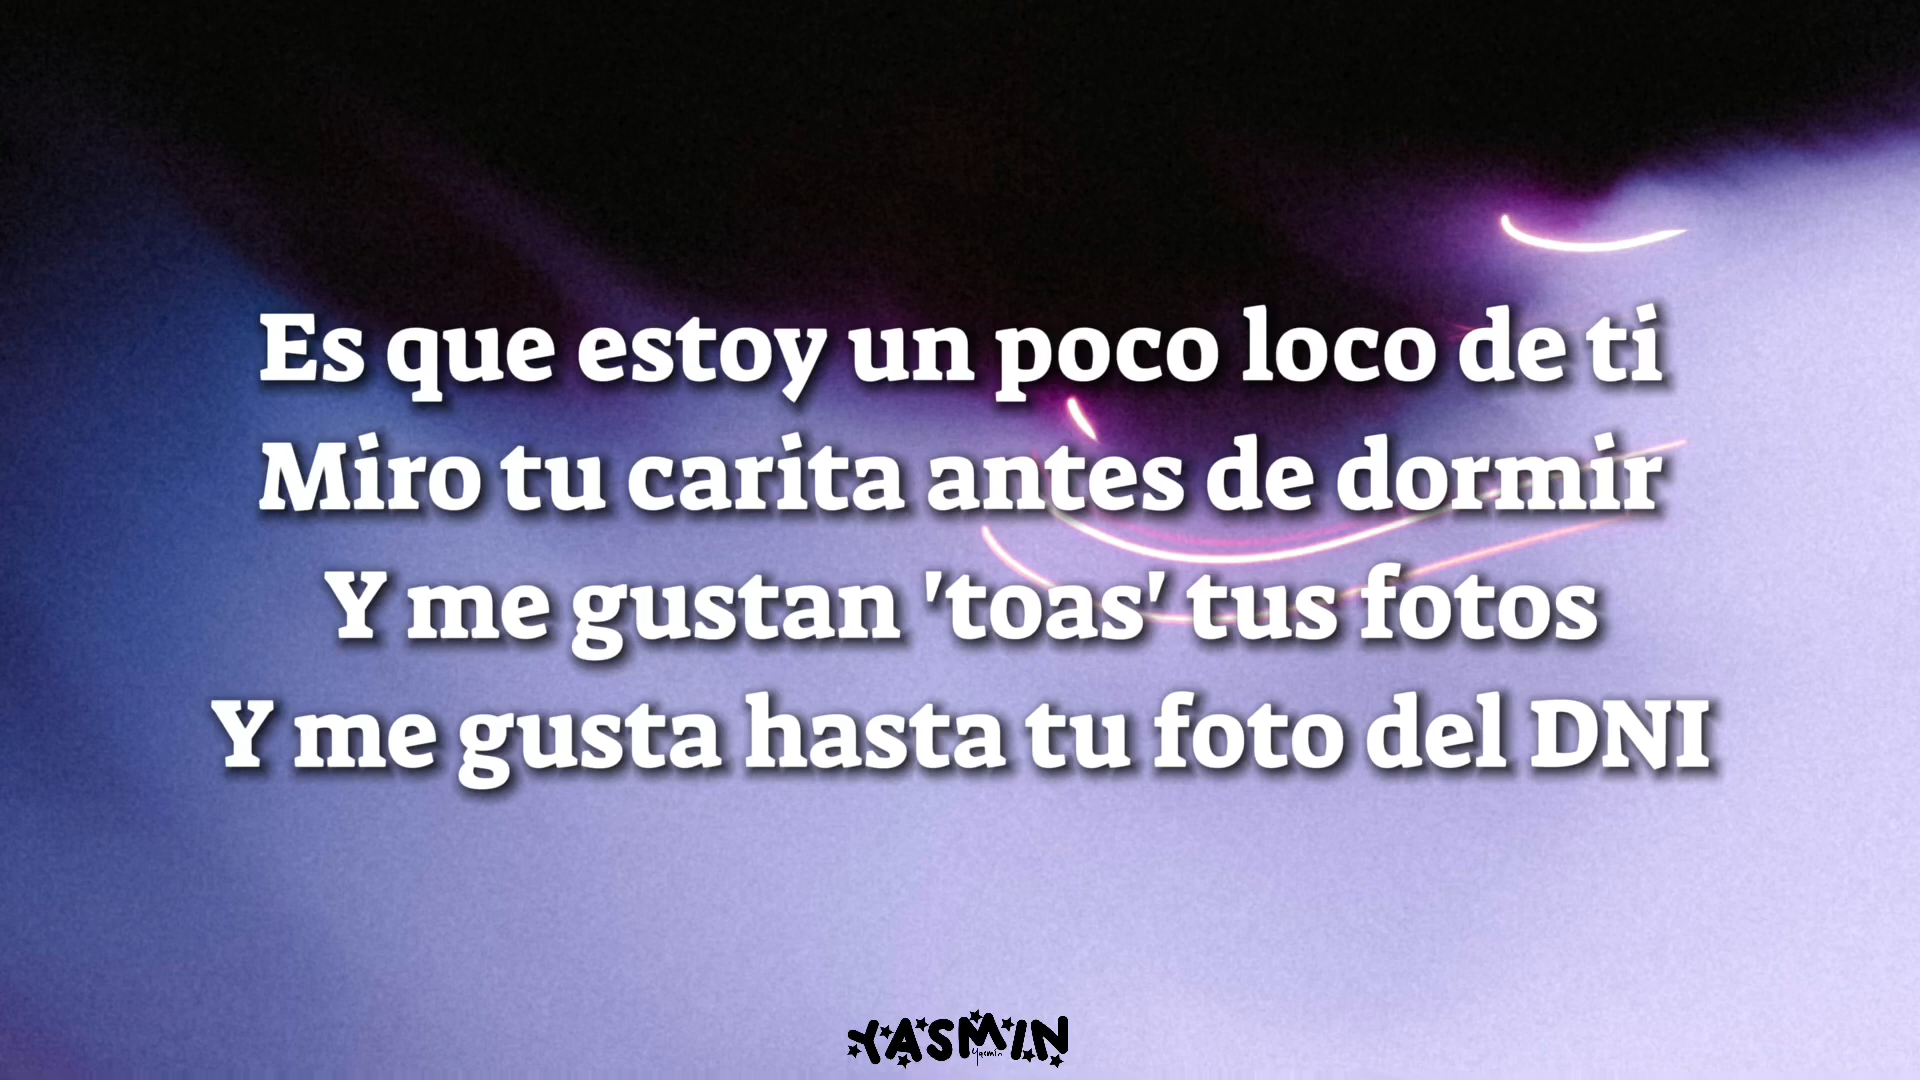 Es que estoy un poco loco de ti
Miro tu carita antes de dormir
Y me gustan 'toas' tus fotos
Y me gusta hasta tu foto del DNI
YASMIN
Yasmin